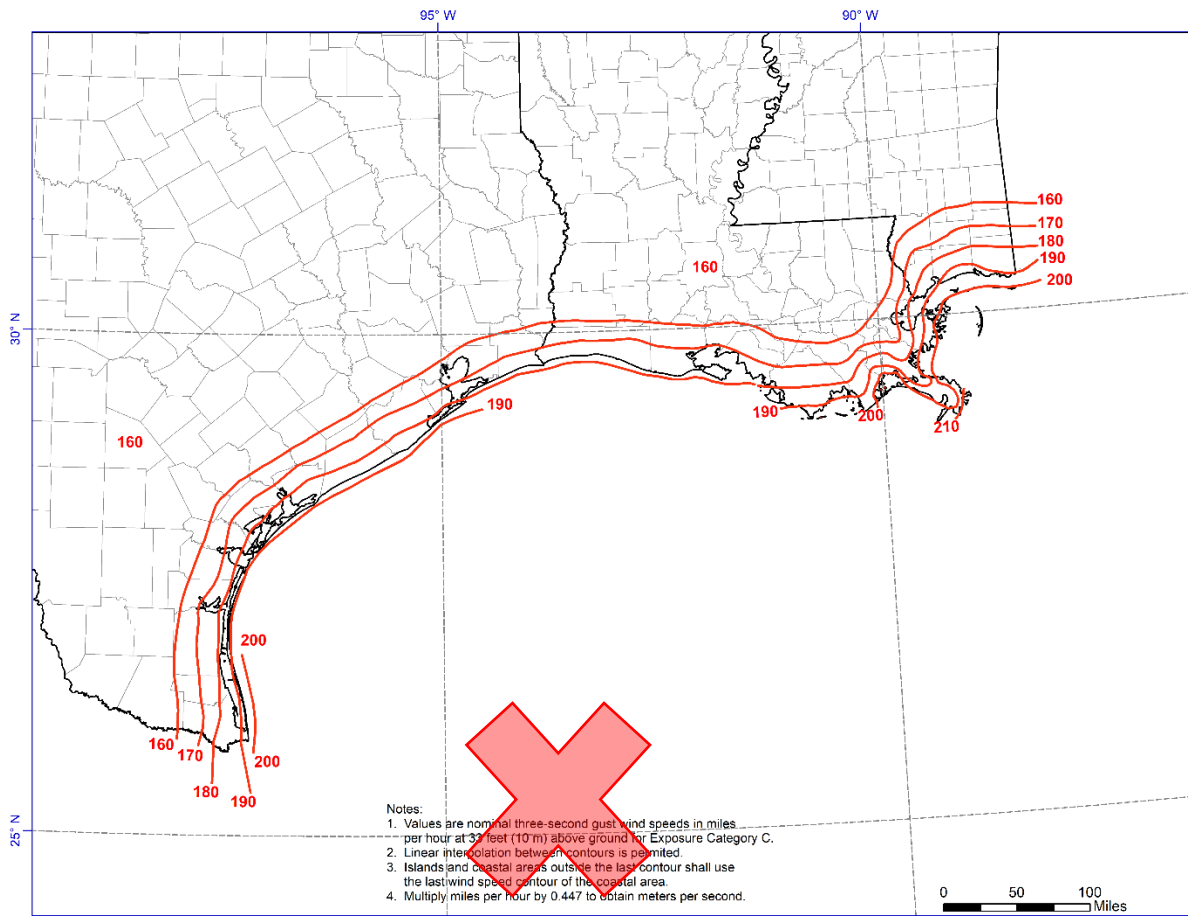 95° W
90° W
160
170
180
190
200
160
30° N
190
190
200
210
160
200
160
170
200
180
190
Notes:
1. Values are nominal three-second gust wind speeds in miles
per hour at 33 feet (10 m) above ground for Exposure Category C.
2. Linear interpolation between contours is permited.
3. Islands and coastal areas outside the last contour shall use
the last wind speed contour of the coastal area.
4. Multiply miles per hour by 0.447 to obtain meters per second.
25° N
0 50 100
Miles